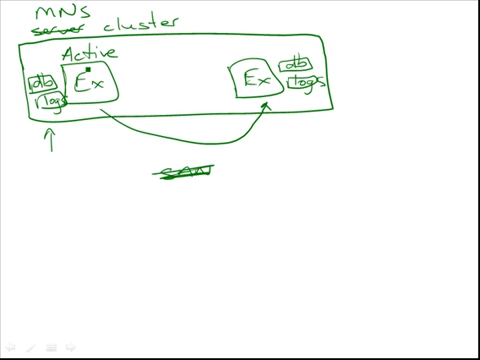 MNS
server cluster
Active
db
Ex
logs
db
Ex
logs
SAN